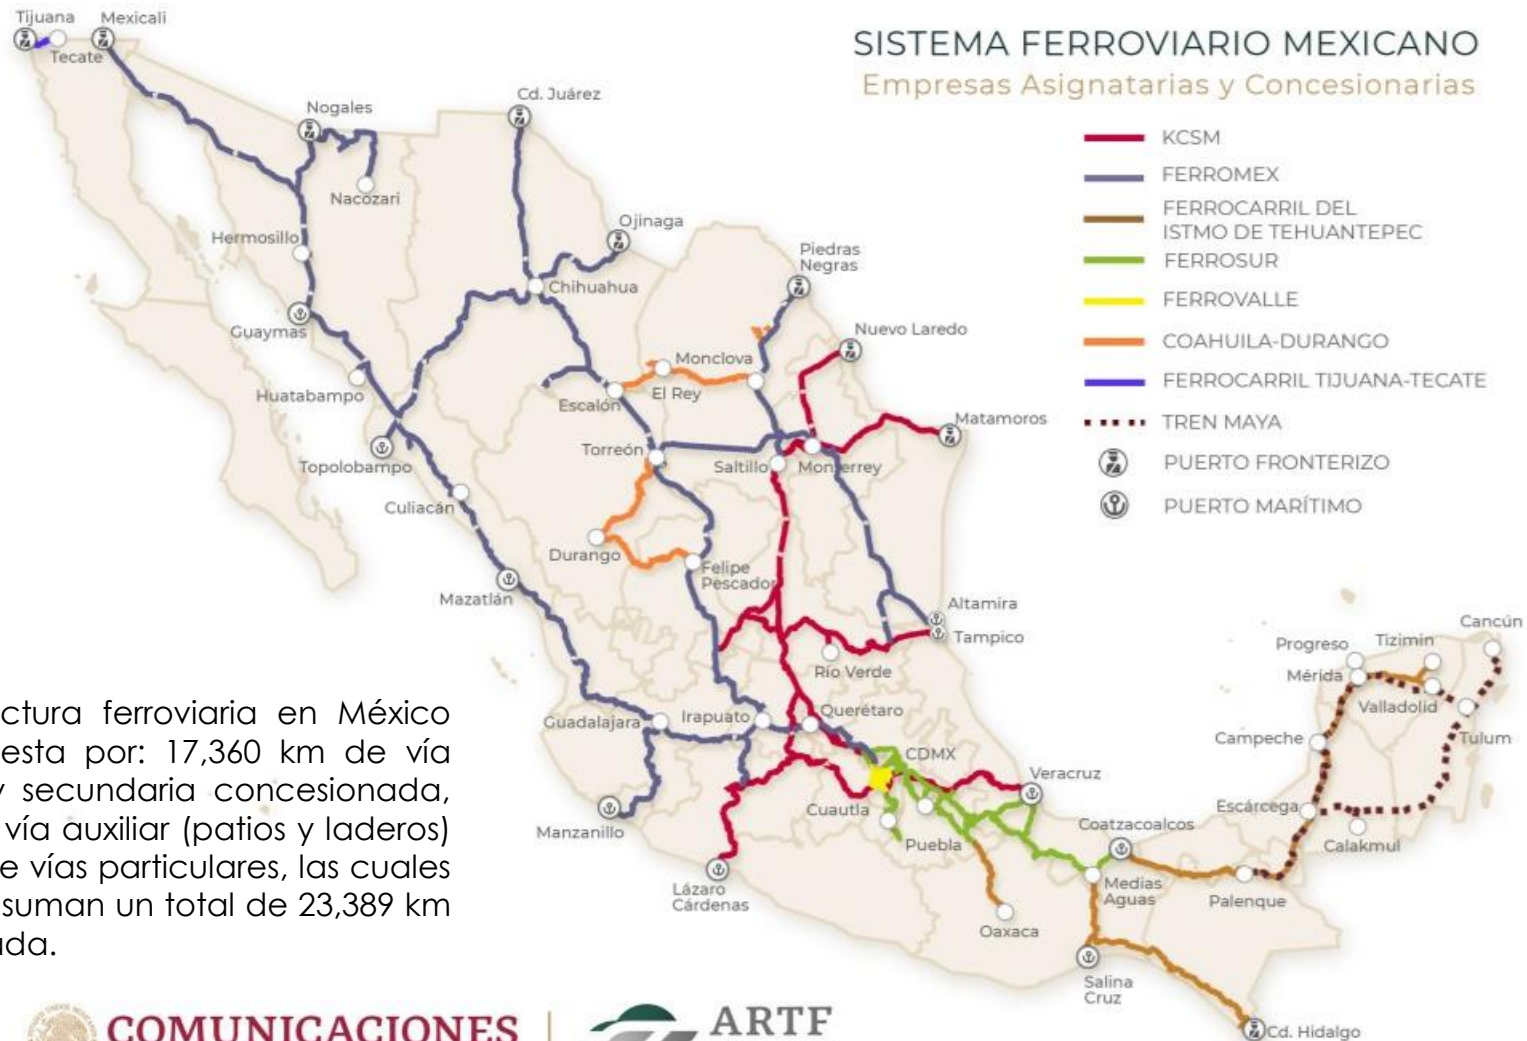 SISTEMA FERROVIARIO MEXICANO
Empresas Asignatarias y Concesionarias
KCSM
FERROMEX
FERROCARRIL DEL
ISTMO DE TEHUANTEPEC
FERROSUR
FERROVALLE
COAHUILA-DURANGO
FERROCARRIL TIJUANA-TECATE
TREN MAYA
PUERTO FRONTERIZO
PUERTO MARÍTIMO
Tijuana
Mexicali
Tecate
Nogales
Cd. Juárez
Nacozari
Ojinaga
Hermosillo
Piedras
Negras
Chihuahua
Guaymas
Nuevo Laredo
Monclova
Huatabampo
El Rey
Escalón
Matamoros
Torreón
Topolobampo
Saltillo
Monterrey
Culiacán
Durango
Felipe
Pescador
Mazatlán
Altamira
Tampico
Cancún
Progreso
Tizimin
Río Verde
Mérida
Valladolid
Guadalajara
Irapuato
Querétaro
Campeche
Tulum
CDMX
Veracruz
Cuautla
Escárcega
Manzanillo
Coatzacoalcos
Puebla
Calakmul
Lázaro
Cárdenas
Medias
Aguas
Palenque
Oaxaca
Salina
Cruz
Cd. Hidalgo
ctura ferroviaria en México
esta por: 17,360 km de vía
y secundaria concesionada,
vía auxiliar (patios y laderos)
e vías particulares, las cuales
suman un total de 23,389 km
ada.
COMUNICACIONES
ARTF